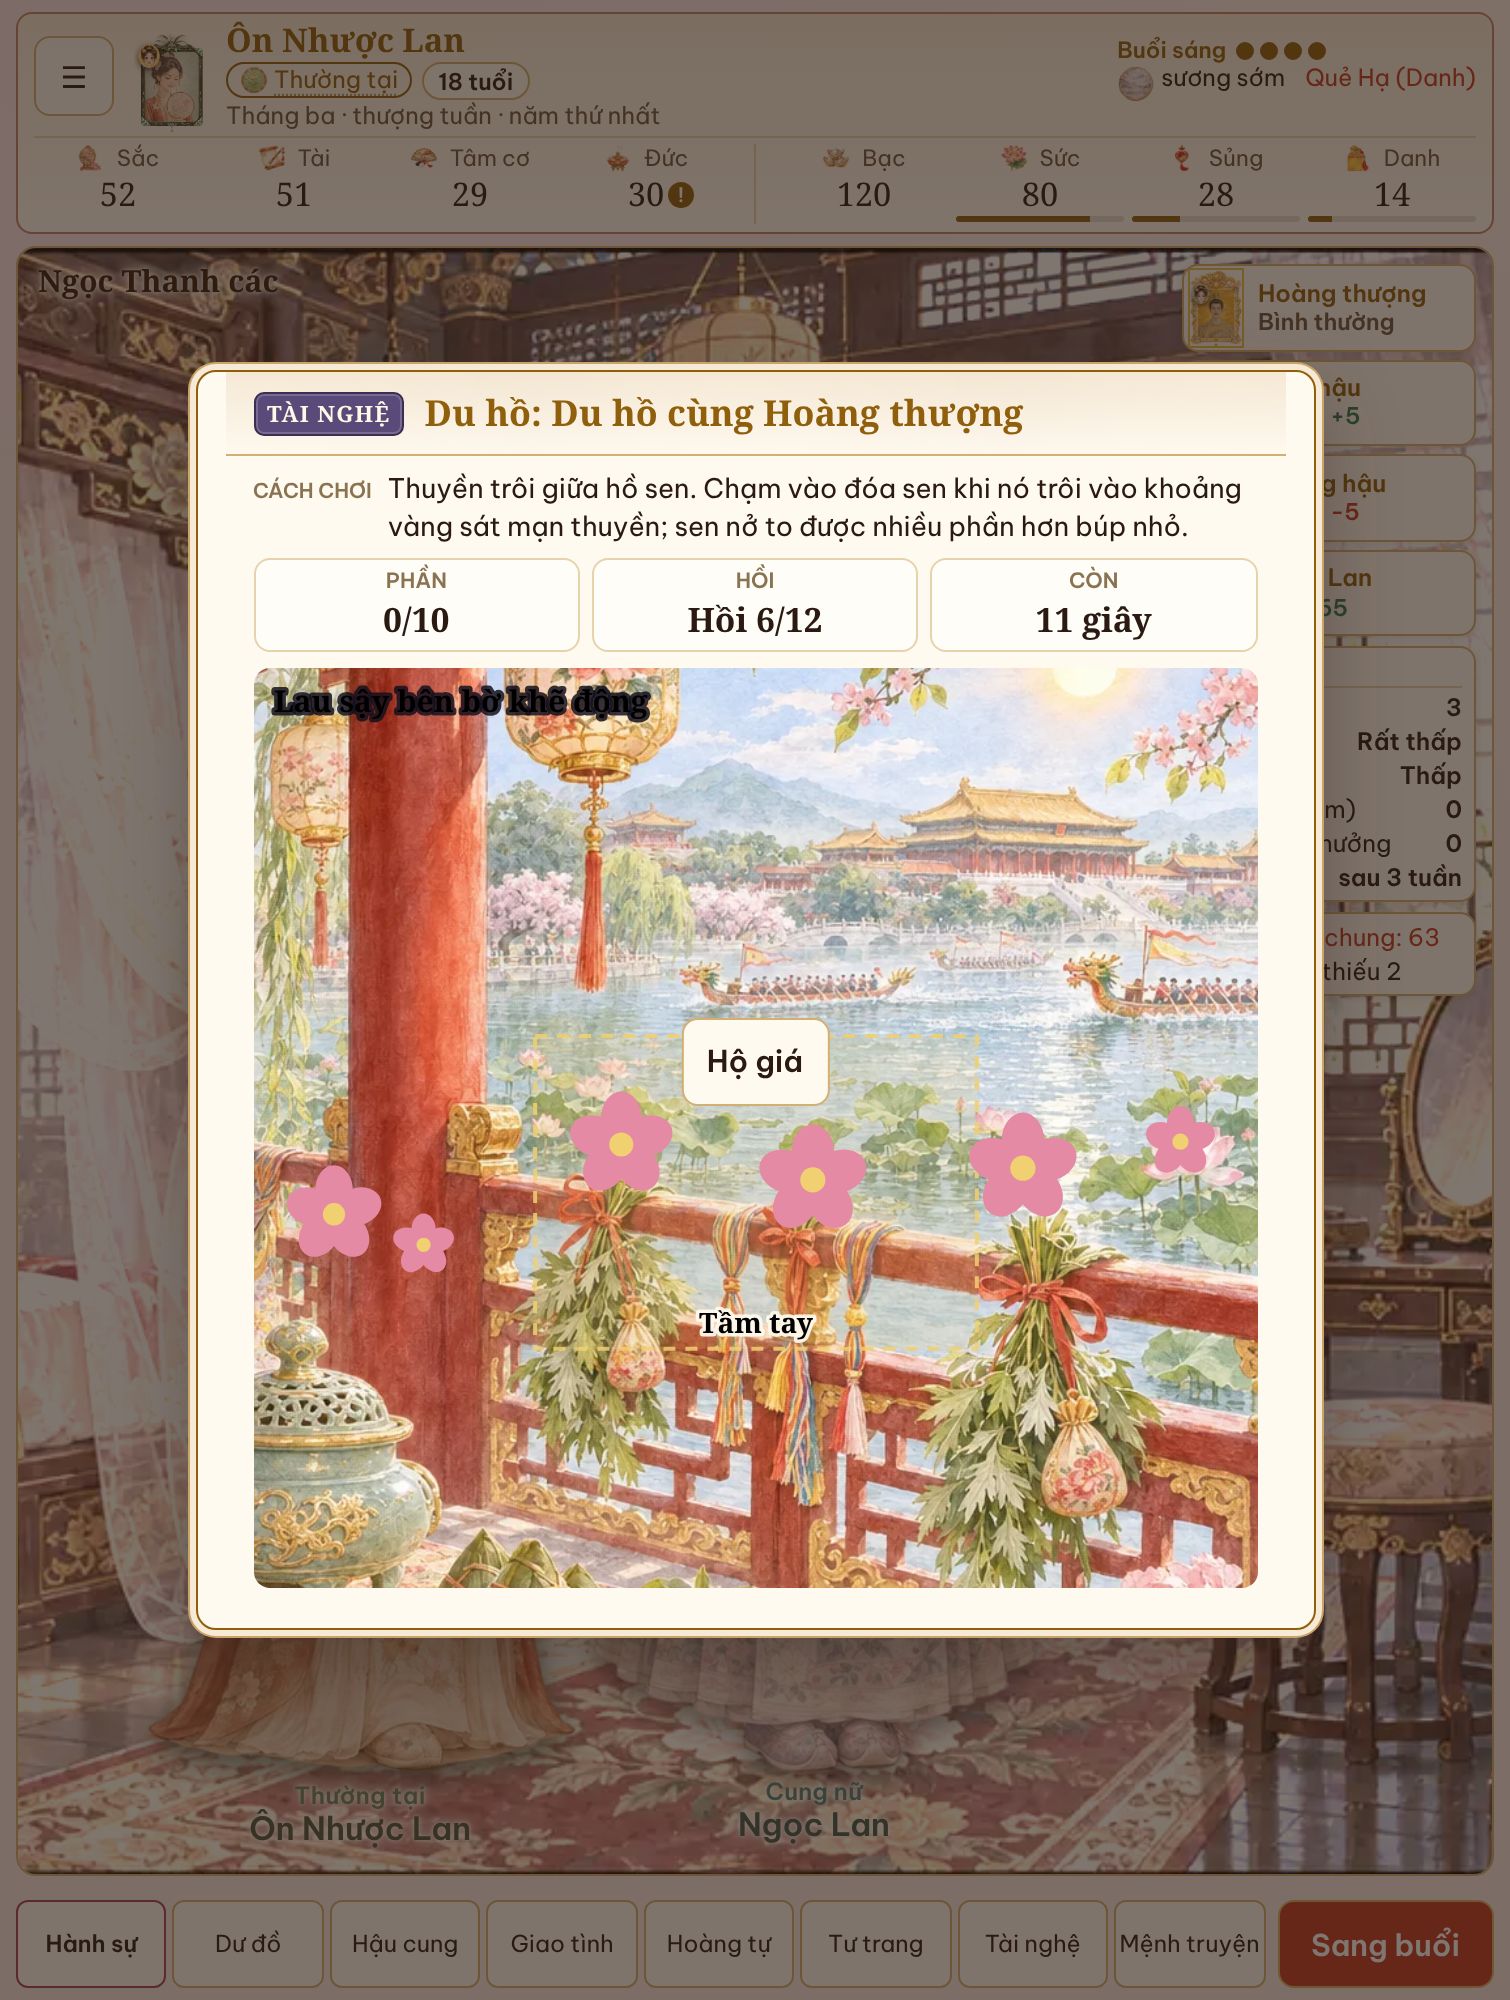 ☰
Ôn Nhược Lan
Thường tại
18 tuổi
Tháng ba · thượng tuần · năm thứ nhất
Buổi sáng
sương sớm
Quẻ Hạ (Danh)
Sắc
52
Tài
51
Tâm cơ
29
Đức
30 !
Bạc
120
Sức
80
Sủng
28
Danh
14
Ngọc Thanh các
Hoàng thượng
Bình thường
+5
-5
Lan
3
Rất thấp
Thấp
0
0
sau 3 tuần
chung: 63
thiếu 2
TÀI NGHỆ
Du hồ: Du hồ cùng Hoàng thượng
CÁCH CHƠI
Thuyền trôi giữa hồ sen. Chạm vào đóa sen khi nó trôi vào khoảng
vàng sát mạn thuyền; sen nở to được nhiều phần hơn búp nhỏ.
PHẦN
0/10
HỒI
Hồi 6/12
CÒN
11 giây
Lau sậy bên bờ khẽ động
Hộ giá
Tầm tay
Thường tại
Ôn Nhược Lan
Cung nữ
Ngọc Lan
Hành sự
Dư đồ
Hậu cung
Giao tình
Hoàng tự
Tư trang
Tài nghệ
Mệnh truyện
Sang buổi